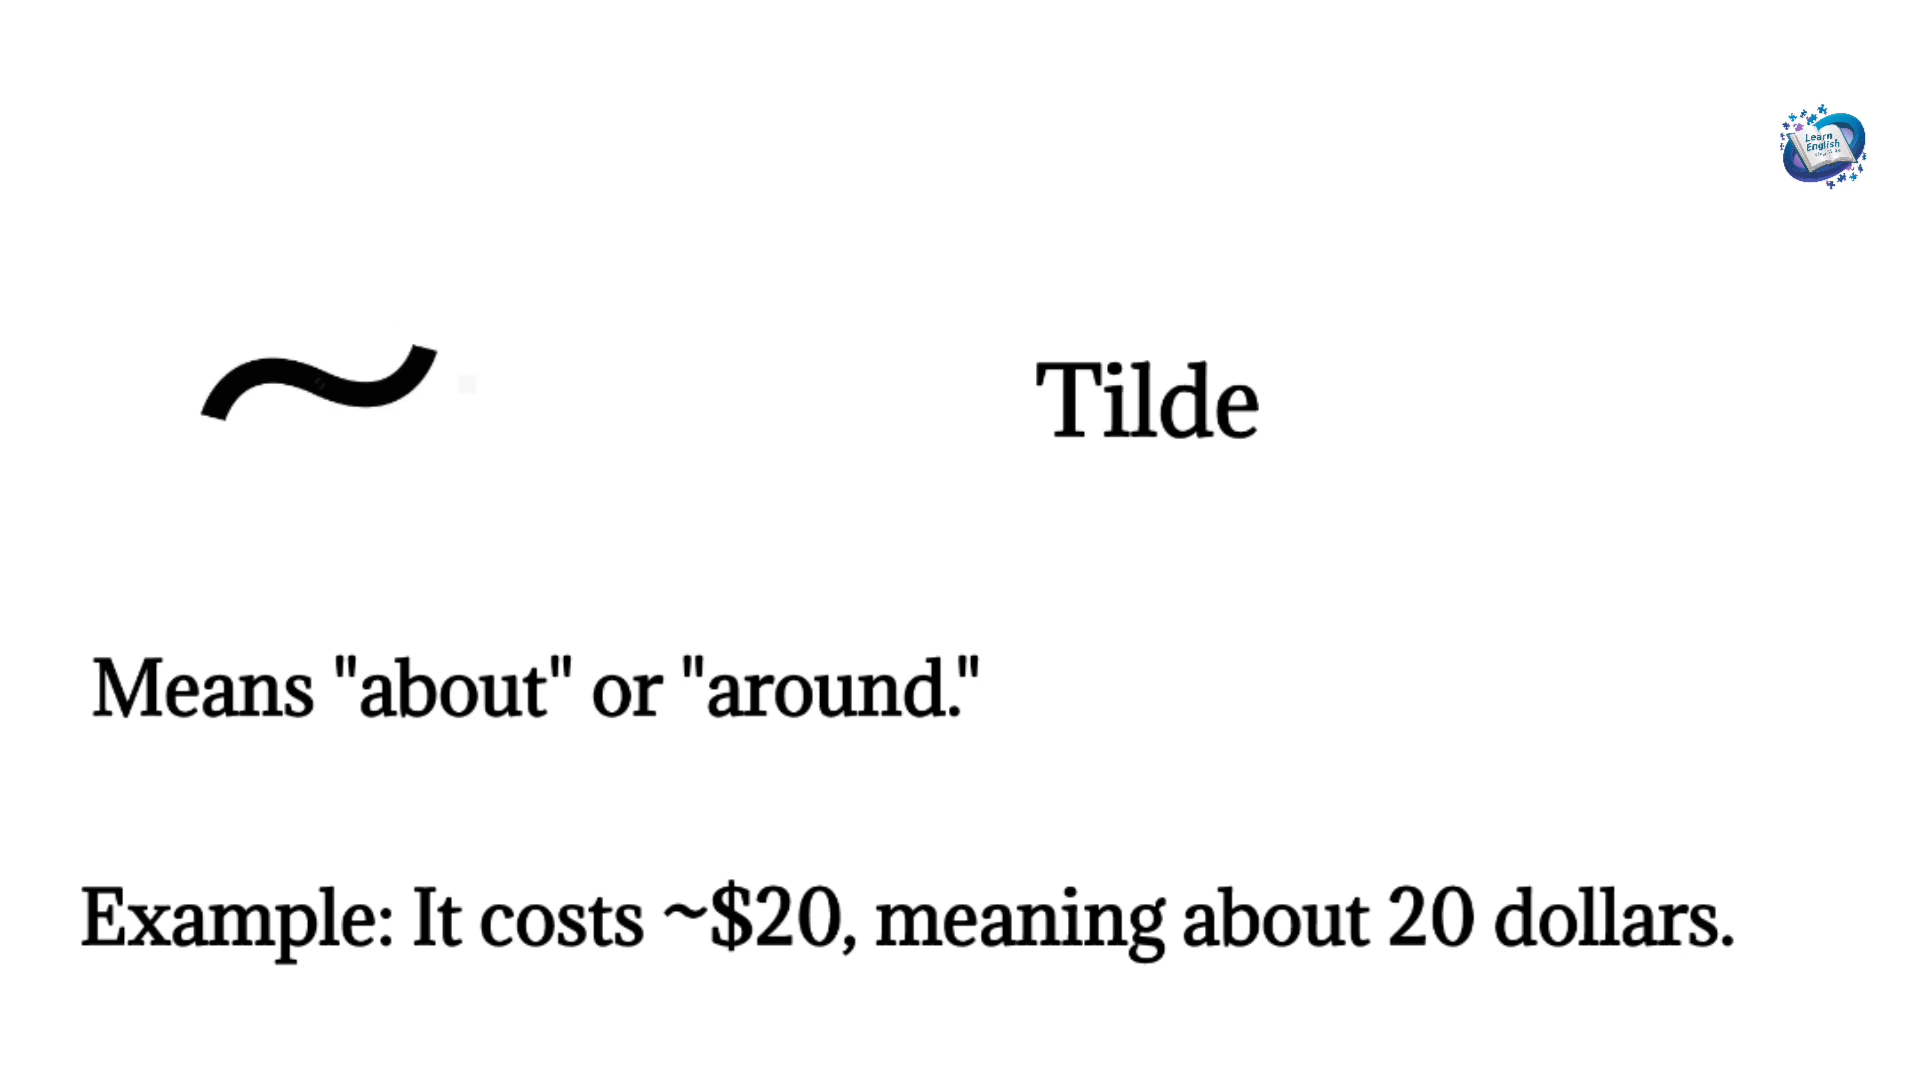 Learn
English
~ Tilde
Means "about" or "around."
Example: It costs ~$20, meaning about 20 dollars.